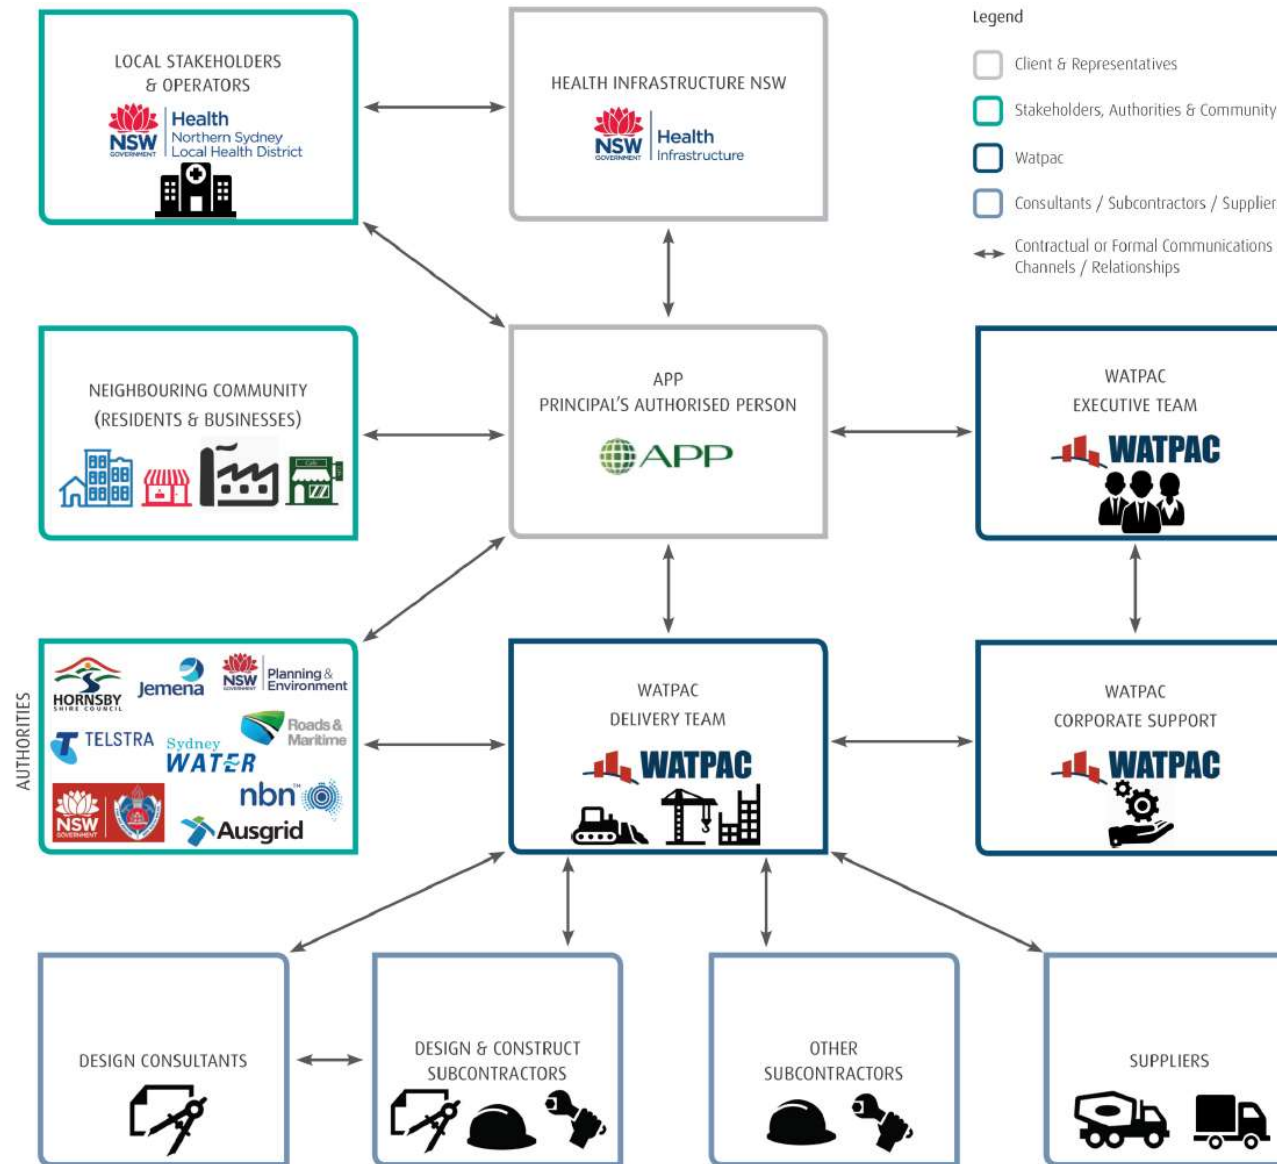 LOCAL STAKEHOLDERS
& OPERATORS
NSW
GOVERNMENT
Health
Northern Sydney
Local Health District
HEALTH INFRASTRUCTURE NSW
NSW
GOVERNMENT
Health
Infrastructure
Legend
Client & Representatives
Stakeholders, Authorities & Community
Watpac
Consultants / Subcontractors / Supplier
Contractual or Formal Communications
Channels / Relationships
NEIGHBOURING COMMUNITY
(RESIDENTS & BUSINESSES)
Cafe
APP
PRINCIPAL'S AUTHORISED PERSON
APP
WATPAC
EXECUTIVE TEAM
WATPAC
AUTHORITIES
HORNSBY
SHIRE COUNCIL
Jemena
NSW
GOVERNMENT
Planning &
Environment
TELSTRA
Sydney
WATER
Roads &
Maritime
NSW
GOVERNMENT
nbn™
Ausgrid
WATPAC
DELIVERY TEAM
WATPAC
WATPAC
CORPORATE SUPPORT
WATPAC
DESIGN CONSULTANTS
DESIGN & CONSTRUCT
SUBCONTRACTORS
OTHER
SUBCONTRACTORS
SUPPLIERS